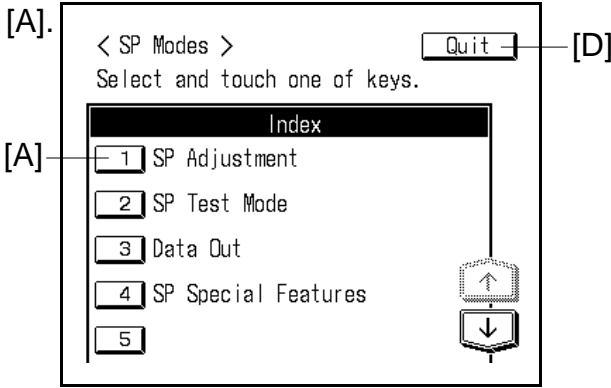 [A].
< SP Modes > Quit [D]
Select and touch one of keys.
Index
[A] 1 SP Adjustment
2 SP Test Mode
3 Data Out
4 SP Special Features
5